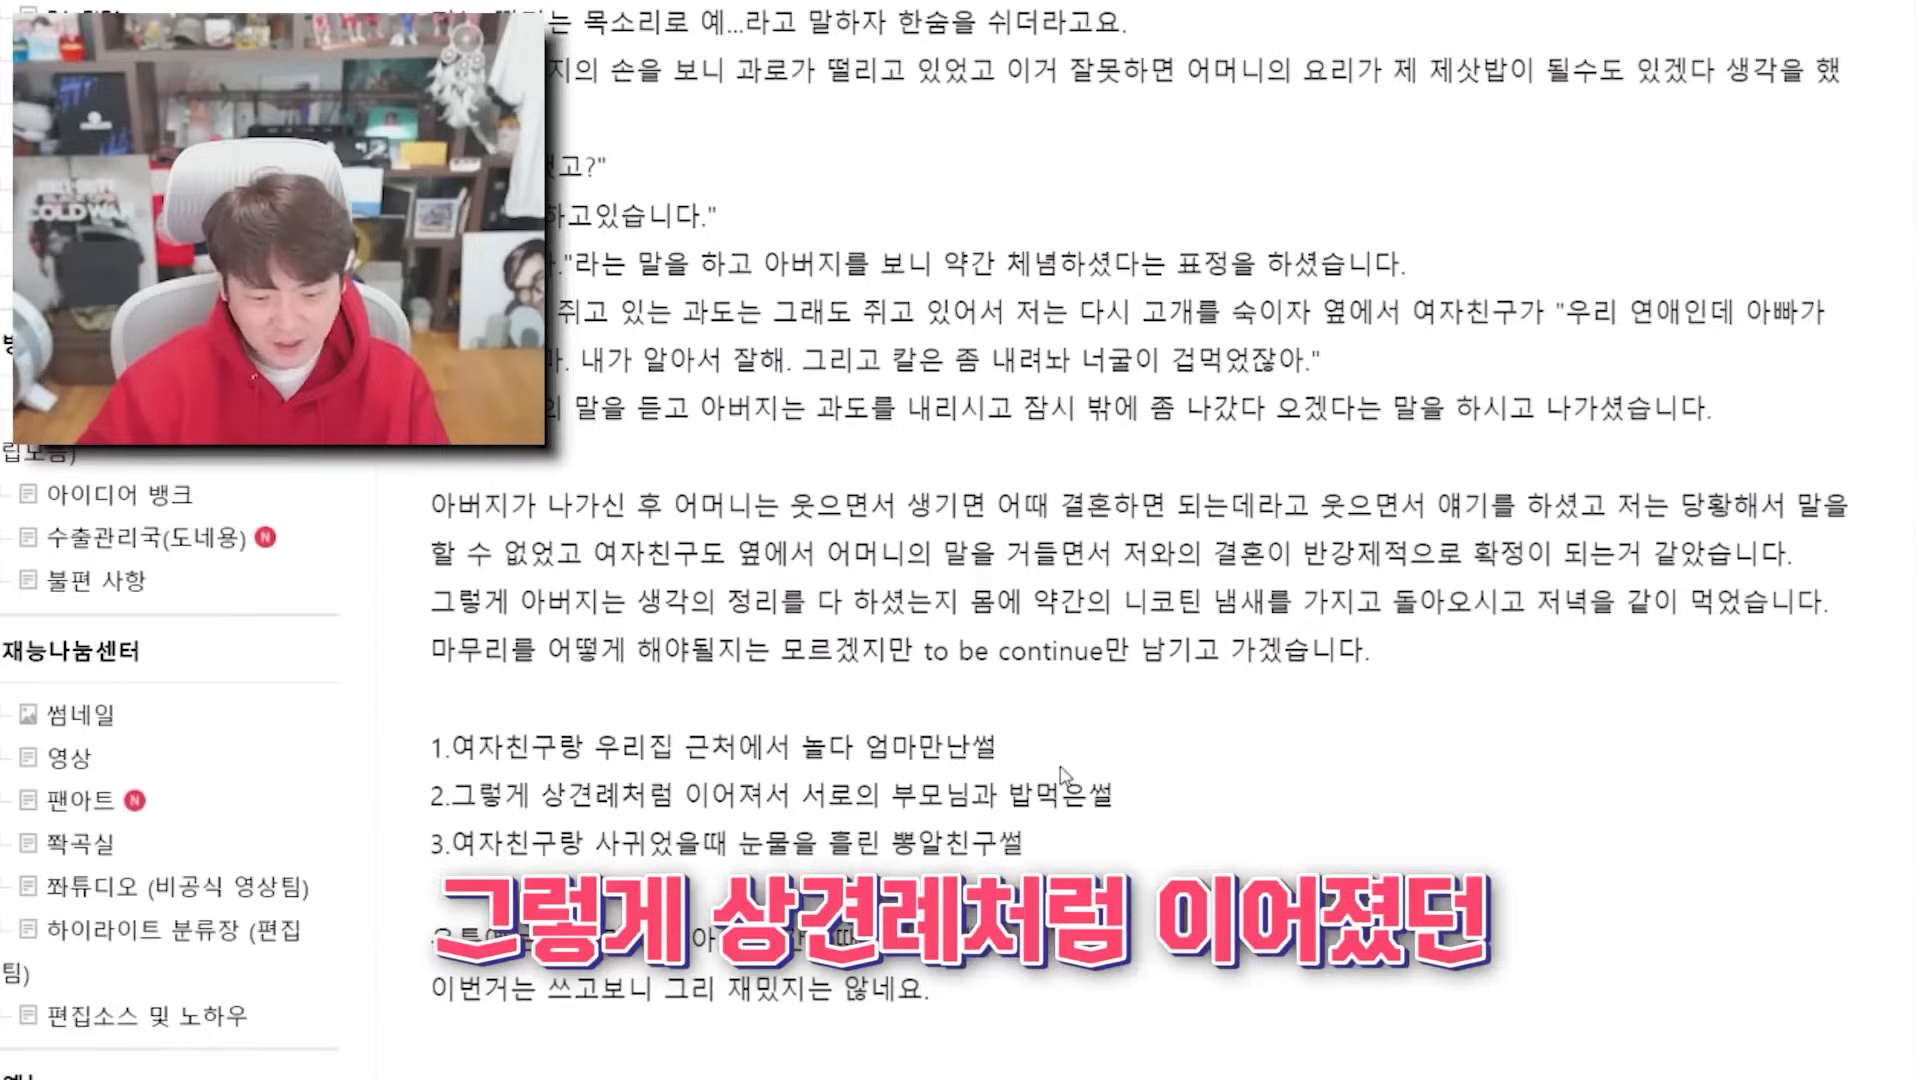 는 목소리로 예...라고 말하자 한숨을 쉬더라고요.
지의 손을 보니 과로가 떨리고 있었고 이거 잘못하면 어머니의 요리가 제 제삿밥이 될수도 있겠다 생각을 했
고?"
하고있습니다."
"라는 말을 하고 아버지를 보니 약간 체념하셨다는 표정을 하셨습니다.
쥐고 있는 과도는 그래도 쥐고 있어서 저는 다시 고개를 숙이자 옆에서 여자친구가 "우리 연애인데 아빠가
내가 알아서 잘해. 그리고 칼은 좀 내려놔 너굴이 겁먹었잖아."
말을 듣고 아버지는 과도를 내리시고 잠시 밖에 좀 나갔다 오겠다는 말을 하시고 나가셨습니다.
COLD WAR
아버지가 나가신 후 어머니는 웃으면서 생기면 어때 결혼하면 되는데라고 웃으면서 얘기를 하셨고 저는 당황해서 말을
할 수 없었고 여자친구도 옆에서 어머니의 말을 거들면서 저와의 결혼이 반강제적으로 확정이 되는거 같았습니다.
그렇게 아버지는 생각의 정리를 다 하셨는지 몸에 약간의 니코틴 냄새를 가지고 돌아오시고 저녁을 같이 먹었습니다.
마무리를 어떻게 해야될지는 모르겠지만 to be continue만 남기고 가겠습니다.
1.여자친구랑 우리집 근처에서 놀다 엄마만난썰
2.그렇게 상견례처럼 이어져서 서로의 부모님과 밥먹은썰
3.여자친구랑 사귀었을때 눈물을 흘린 뿅알친구썰
그렇게 상견례처럼 이어졌던
이번거는 쓰고보니 그리 재밌지는 않네요.
아이디어 뱅크
수출관리국(도네용) N
불편 사항
재능나눔센터
썸네일
영상
팬아트 N
쫙곡실
쫘튜디오 (비공식 영상팀)
하이라이트 분류장 (편집
팀)
편집소스 및 노하우